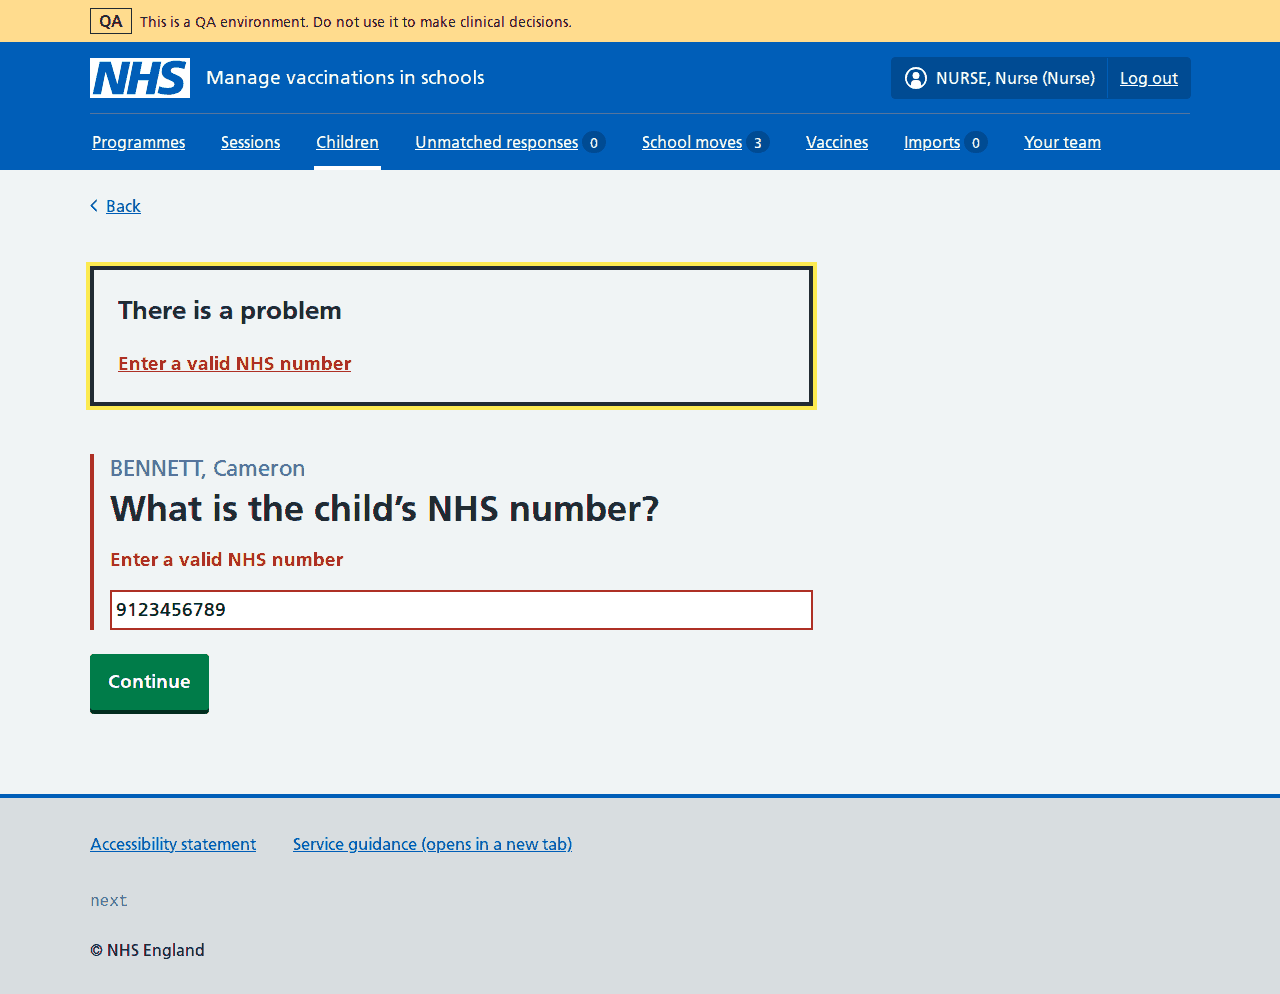 QA This is a QA environment. Do not use it to make clinical decisions.
NHS Manage vaccinations in schools NURSE, Nurse (Nurse) Log out
Programmes Sessions Children Unmatched responses 0 School moves 3 Vaccines Imports 0 Your team
Back
There is a problem
Enter a valid NHS number
BENNETT, Cameron
What is the child’s NHS number?
Enter a valid NHS number
9123456789
Continue
Accessibility statement Service guidance (opens in a new tab)
next
© NHS England